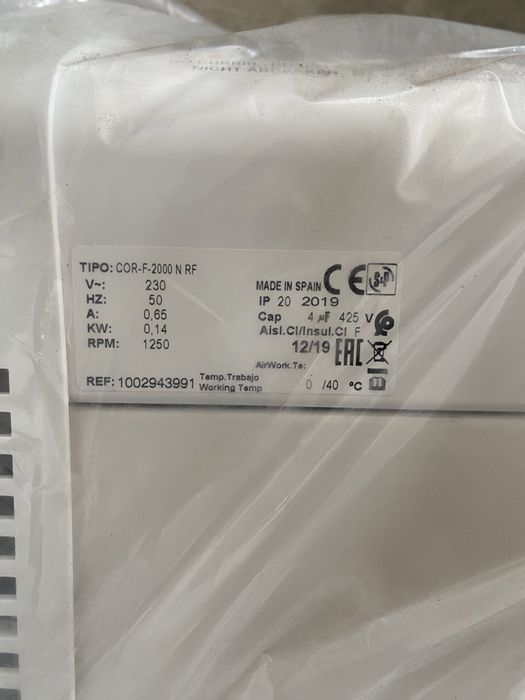 TIPO: COR-F-2000 N RF
V~: 230
HZ: 50
A: 0,65
KW: 0,14
RPM: 1250
REF: 1002943991
MADE IN SPAIN CE S&P
IP 20 2019
Cap 4 µF 425 V
Aisl.Cl/Insul.Cl F
12/19 EAC
AirWork.Te:
Temp.Trabajo
Working Temp 0 /40 °C